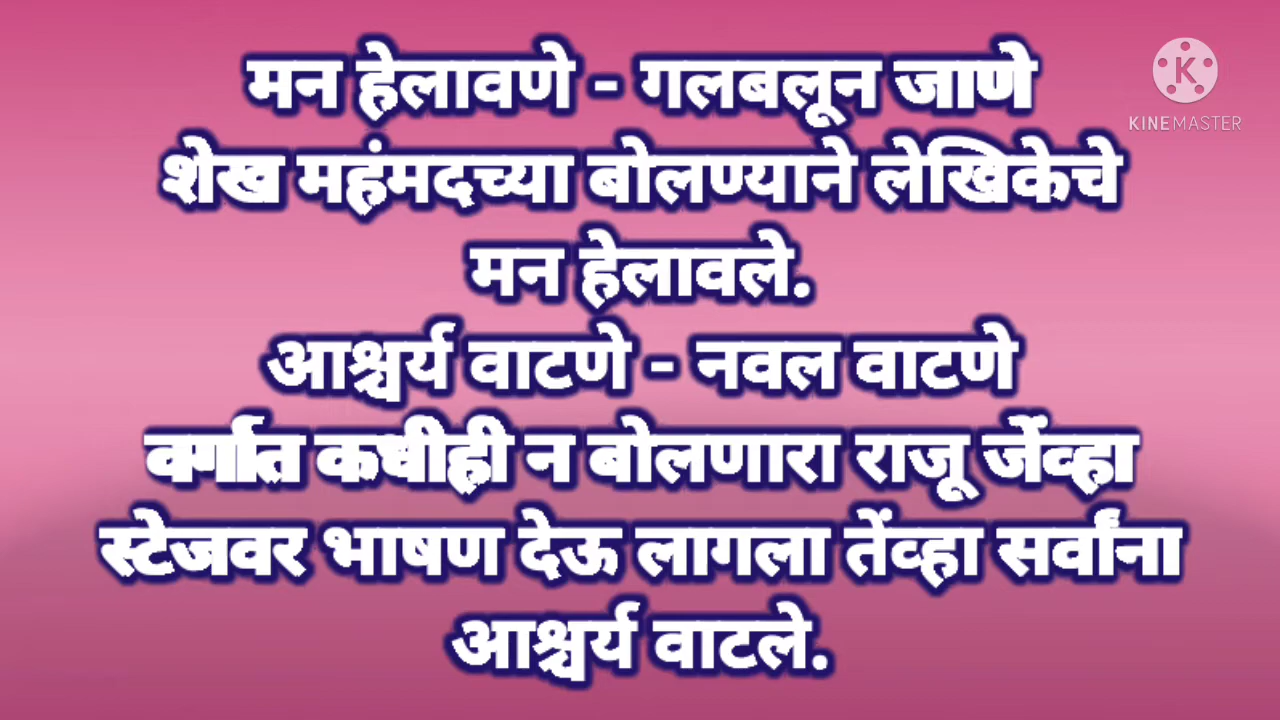 मन हेलावणे - गलबलून जाणे
शेख महंमदच्या बोलण्याने लेखिकेचे
मन हेलावले.
आश्चर्य वाटणे - नवल वाटणे
वर्गात कधीही न बोलणारा राजू जेंव्हा
स्टेजवर भाषण देऊ लागला तेंव्हा सर्वांना
आश्चर्य वाटले.
K
KINEMASTER